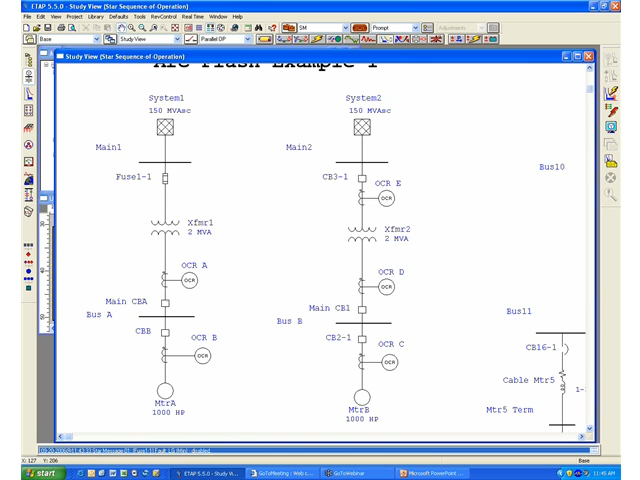 ETAP 5.5.0 - Study View (Star Sequence-of-Operation)
File Edit View Project Library Defaults Tools RevControl Real Time Window Help
SM Prompt
Base Study View Parallel OP
Study View (Star Sequence-of-Operation)
Arc Flash Example 1
System1 System2
150 MVAsc 150 MVAsc
Main1 Main2
Bus10
Fuse1-1 CB3-1
OCR E
OCR
Xfmr1
2 MVA
Xfmr2
2 MVA
OCR A OCR D
OCR OCR
Main CBA Main CB1
Bus A Bus B Bus11
CBB CB2-1
OCR B OCR C
OCR OCR
CB16-1
Cable Mtr5
MtrA MtrB Mtr5 Term
1000 HP 1000 HP
X: 127 Y: 206 Base
start ETAP 5.5.0 - Study Vi... GoToMeeting : Web c... GoToWebinar Microsoft PowerPoint ... 11:45 AM